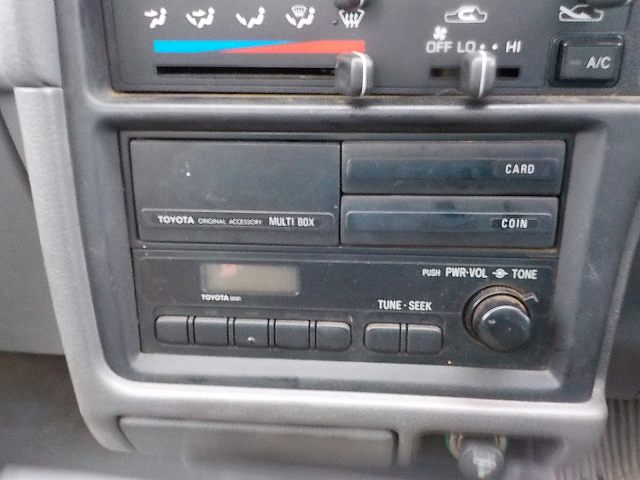 OFF LO HI
A/C
CARD
TOYOTA ORIGINAL ACCESSORY MULTI BOX
COIN
PUSH PWR-VOL TONE
TOYOTA
TUNE · SEEK